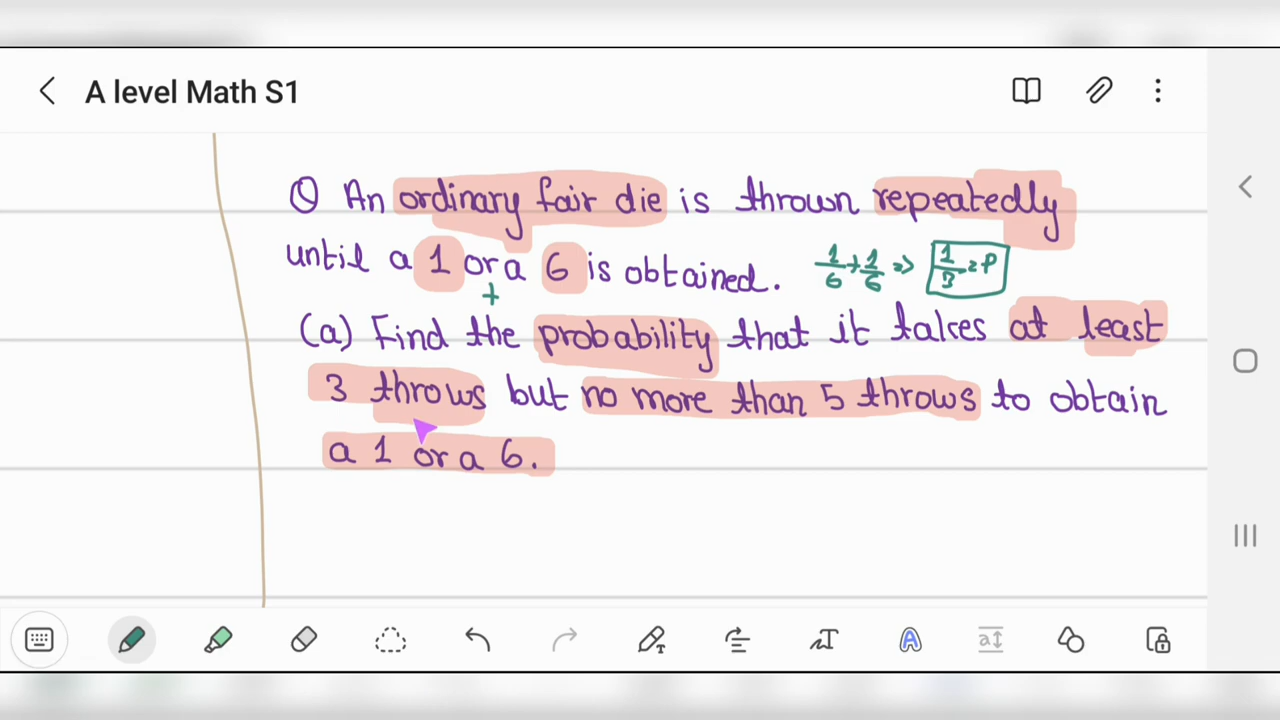 A level Math S1
Q An ordinary fair die is thrown repeatedly
until a 1 or a 6 is obtained. 1/6 + 1/6 => 1/3 = P
+
(a) Find the probability that it takes at least
3 throws but no more than 5 throws to obtain
a 1 or a 6.
T
T
A
a